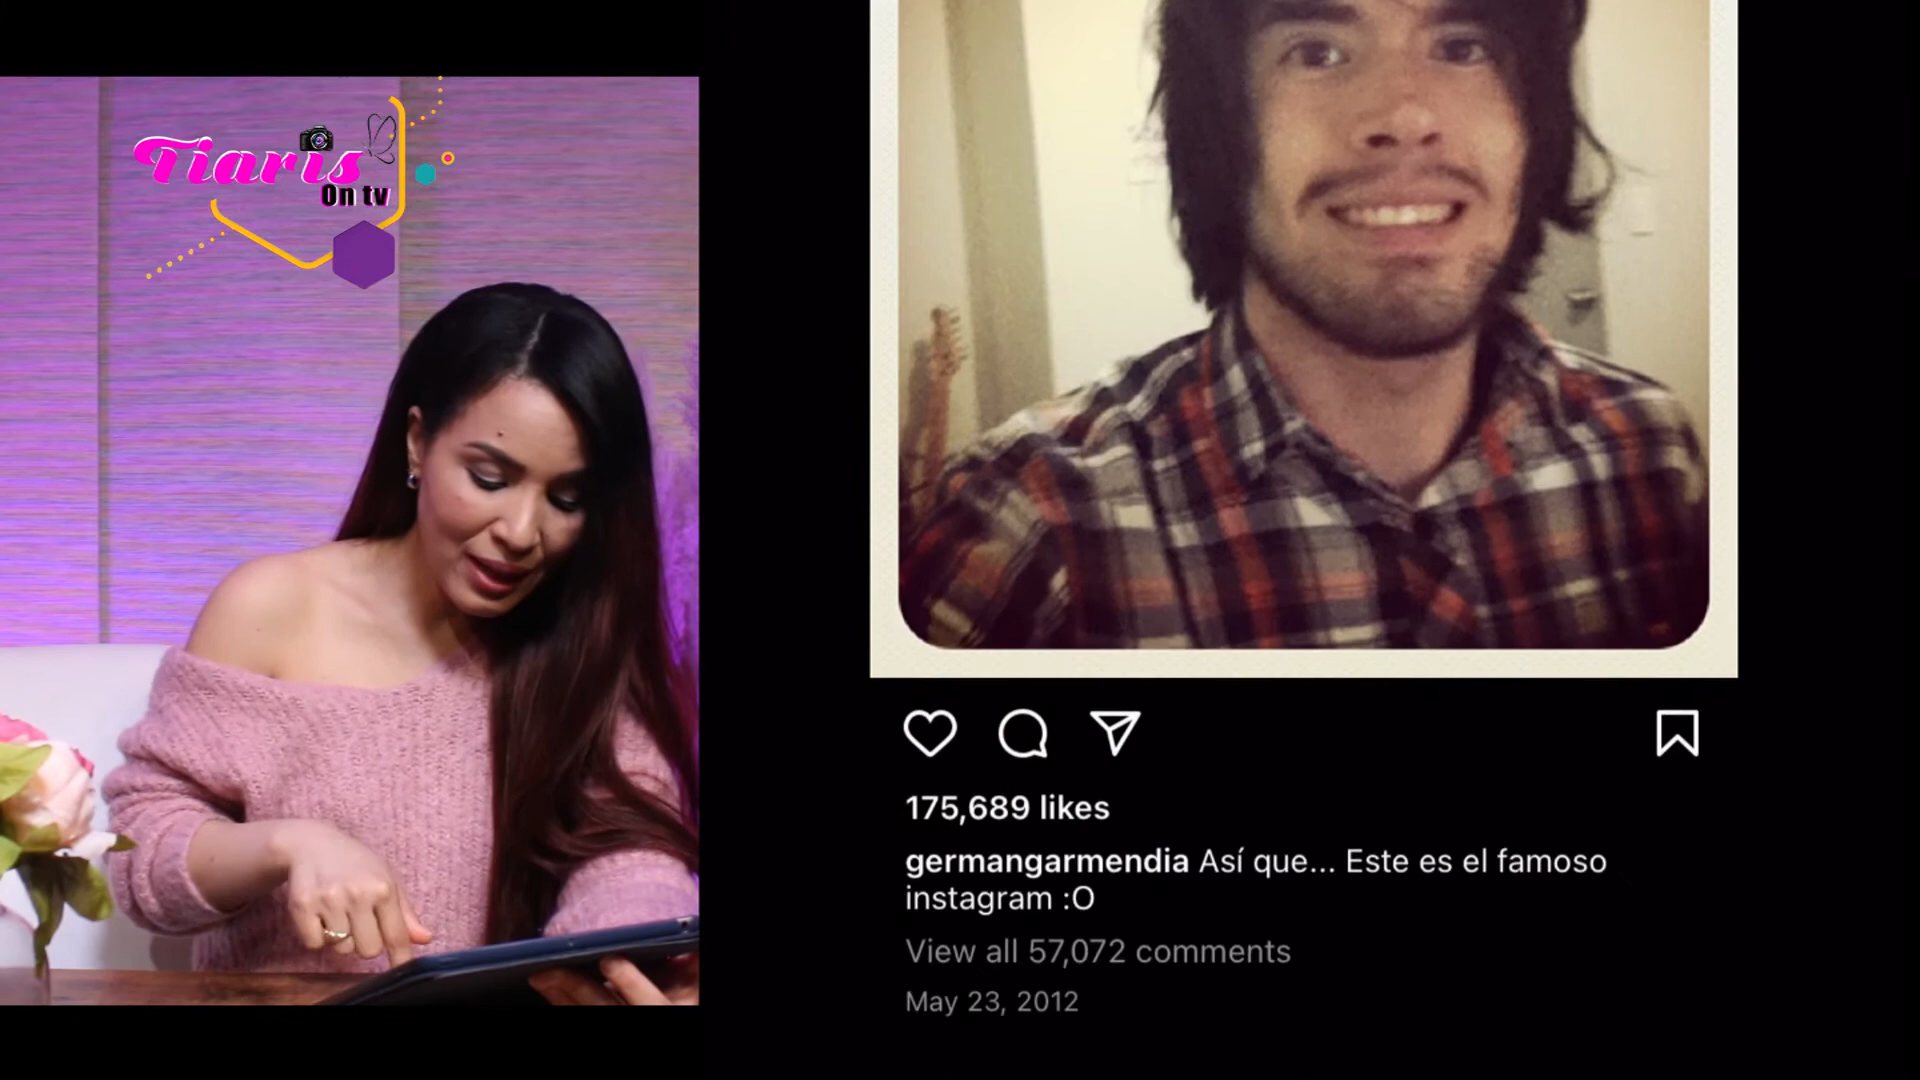 Tiaris
On tv
175,689 likes
germangarmendia Así que... Este es el famoso
instagram :O
View all 57,072 comments
May 23, 2012